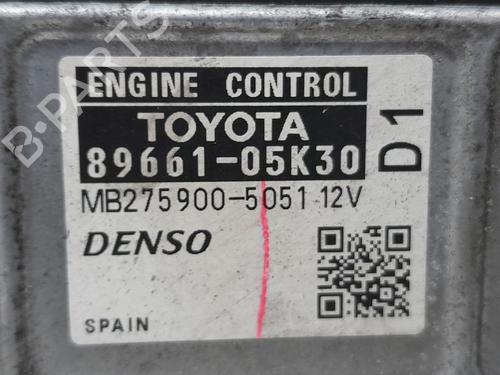 ENGINE CONTROL
TOYOTA
89661-05K30
D1
MB275900-5051 12V
DENSO
SPAIN
B-PARTS